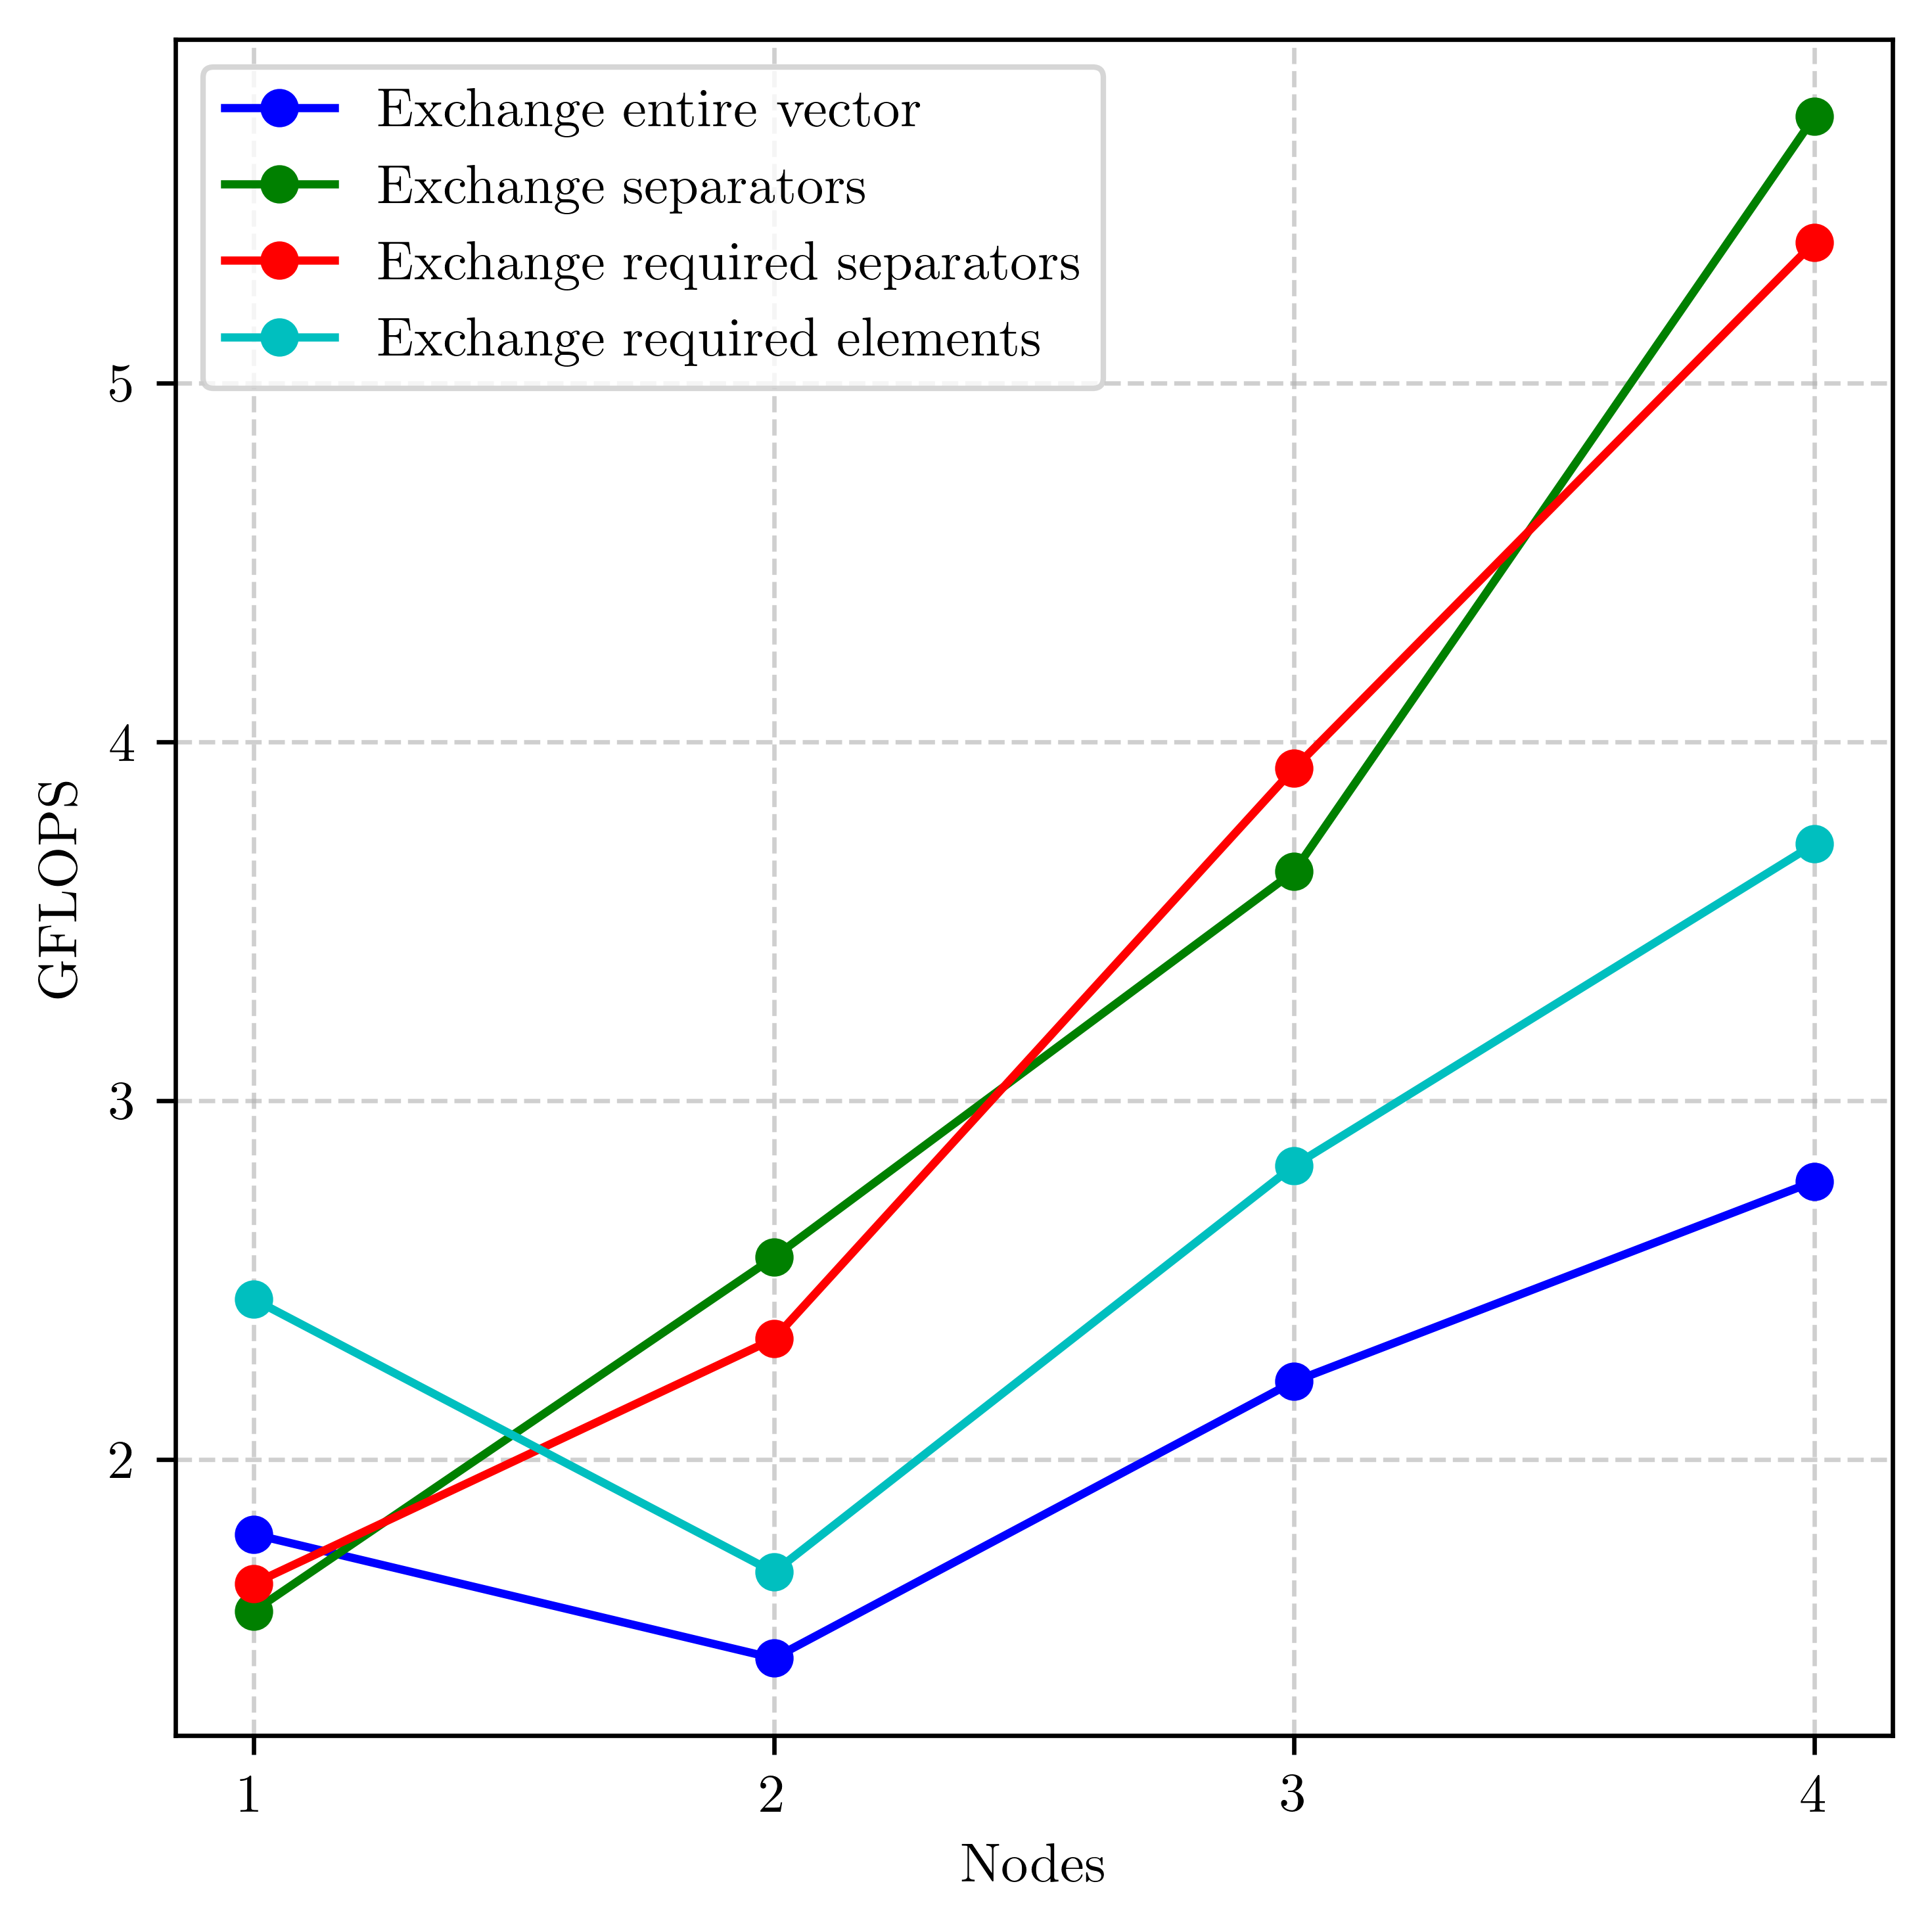 Exchange entire vector
Exchange separators
Exchange required separators
Exchange required elements
5
4
3
2
GFLOPS
1 2 3 4
Nodes